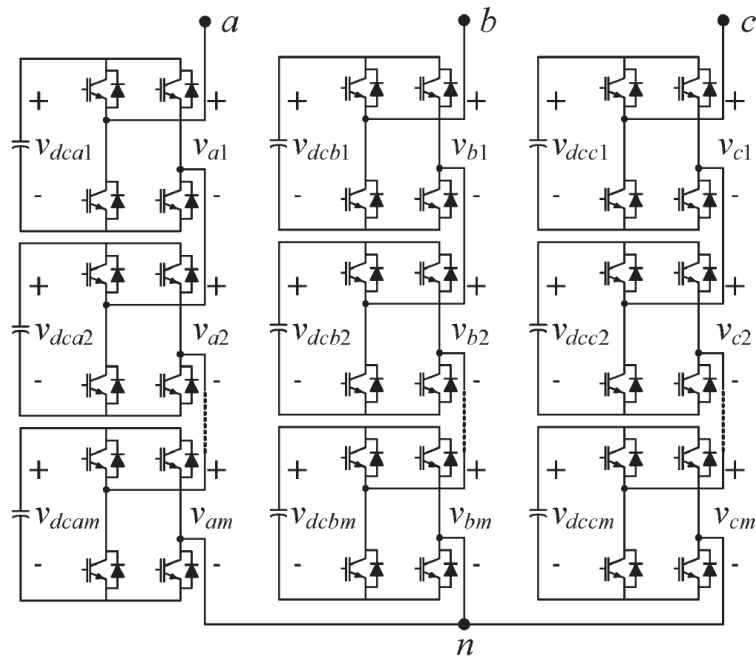 a b c
+ + + + + +
v_dca1 v_a1 v_dcb1 v_b1 v_dcc1 v_c1
- - - - - -
+ + + + + +
v_dca2 v_a2 v_dcb2 v_b2 v_dcc2 v_c2
- - - - - -
+ + + + + +
v_dcam v_am v_dcbm v_bm v_dccm v_cm
- - - - - -
n